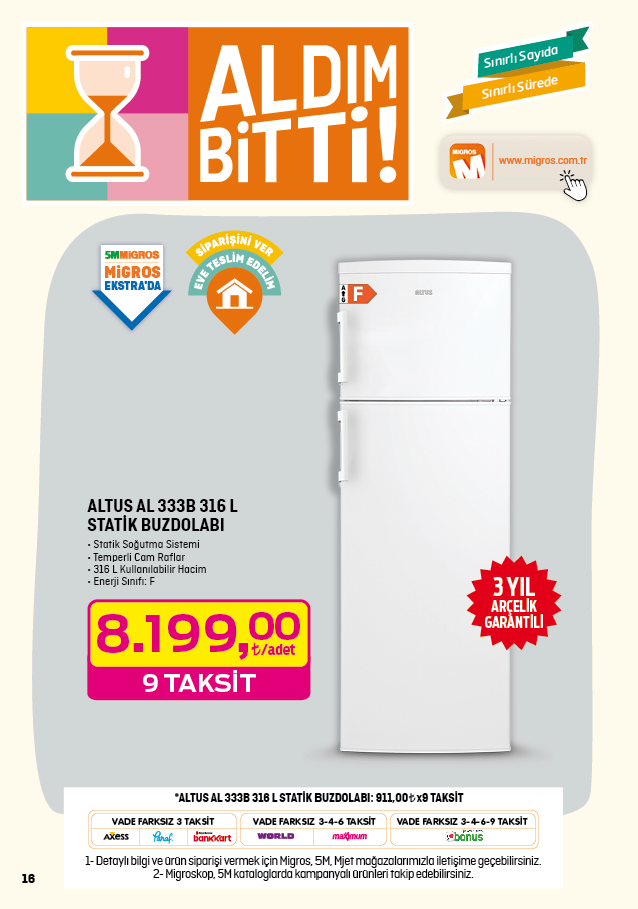 ALDIM
BiTTi!
Sınırlı Sayıda
Sınırlı Sürede
MIGROS
M
www.migros.com.tr
5MMIGROS
MiGROS
EKSTRA'DA
SİPARİŞİNİ VER
EVE TESLİM EDELİM
A
G
F
ALTUS
ALTUS AL 333B 316 L
STATİK BUZDOLABI
• Statik Soğutma Sistemi
• Temperli Cam Raflar
• 316 L Kullanılabilir Hacim
• Enerji Sınıfı: F
8.199,00
₺/adet
9 TAKSİT
3 YIL
ARÇELİK
GARANTİLİ
*ALTUS AL 333B 316 L STATİK BUZDOLABI: 911,00₺ x9 TAKSİT
VADE FARKSIZ 3 TAKSİT
VADE FARKSIZ 3-4-6 TAKSİT
VADE FARKSIZ 3-4-6-9 TAKSİT
axess
Paraf
bankkart
WORLD
maximum
bonus
1- Detaylı bilgi ve ürün siparişi vermek için Migros, 5M, Mjet mağazalarımızla iletişime geçebilirsiniz.
2- Migroskop, 5M kataloglarda kampanyalı ürünleri takip edebilirsiniz.
16